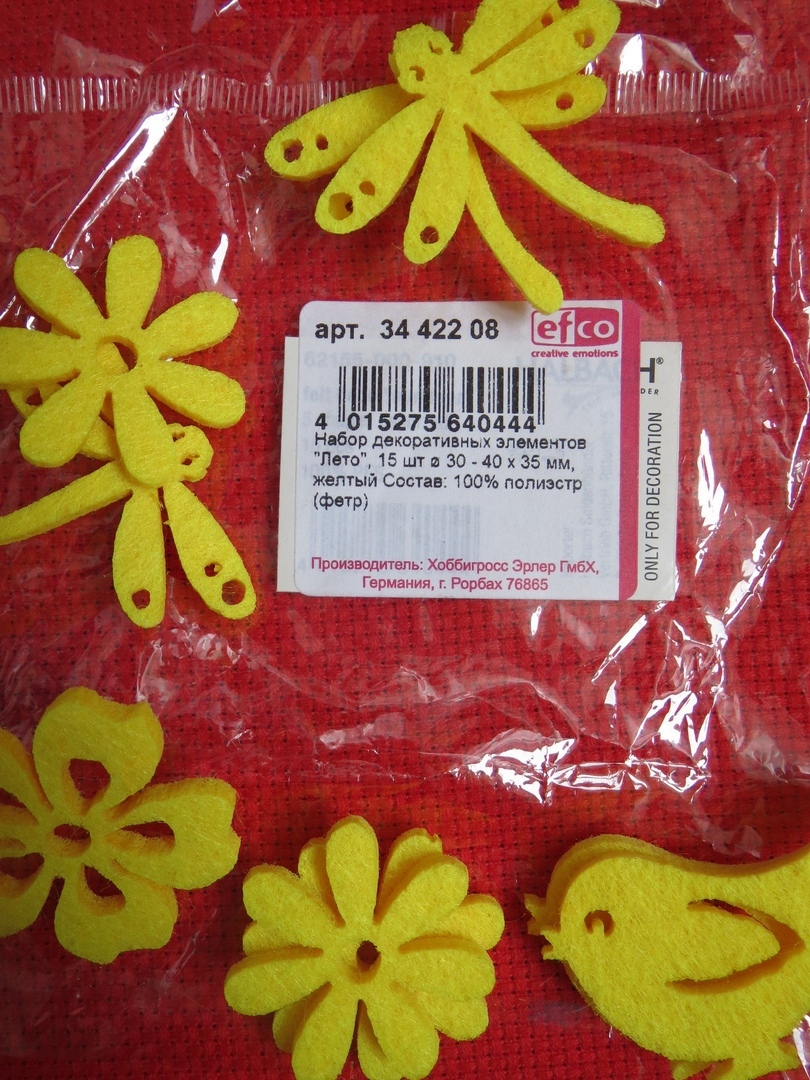 арт. 34 422 08
efco
creative emotions
4 015275 640444
Набор декоративных элементов
"Лето", 15 шт ø 30 - 40 х 35 мм,
желтый Состав: 100% полиэстр
(фетр)
Производитель: Хоббигросс Эрлер ГмбХ,
Германия, г. Рорбах 76865
ONLY FOR DECORATION